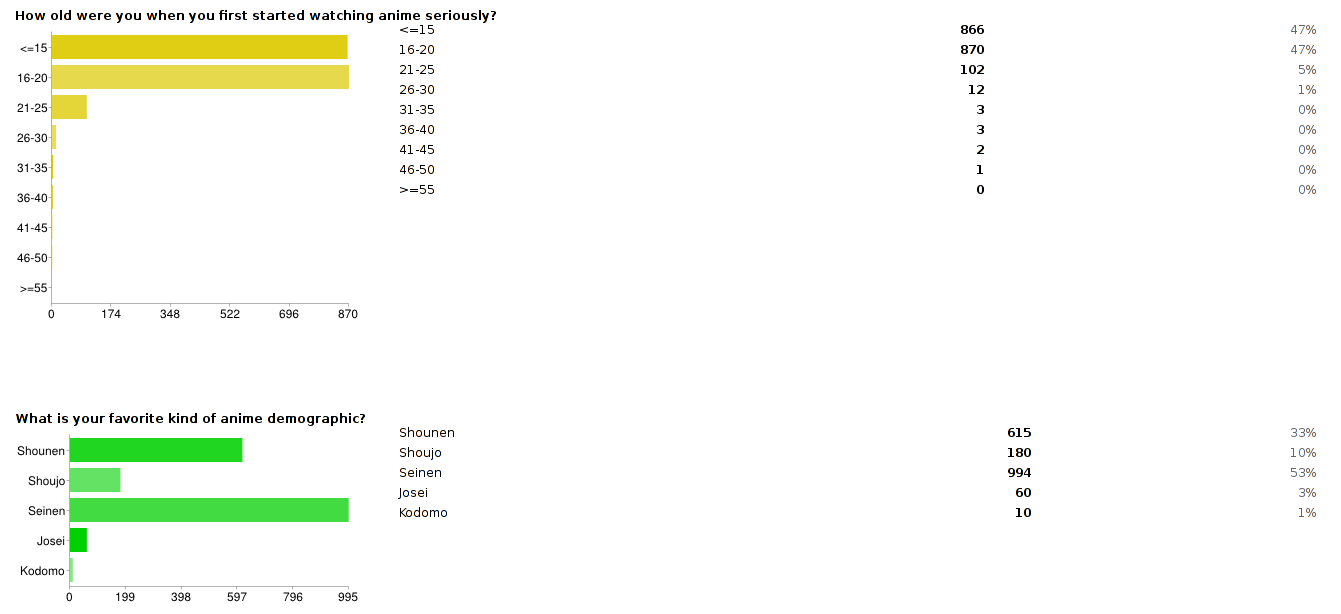 How old were you when you first started watching anime seriously?
<=15
16-20
21-25
26-30
31-35
36-40
41-45
46-50
>=55
0 174 348 522 696 870
<=15 866 47%
16-20 870 47%
21-25 102 5%
26-30 12 1%
31-35 3 0%
36-40 3 0%
41-45 2 0%
46-50 1 0%
>=55 0 0%
What is your favorite kind of anime demographic?
Shounen
Shoujo
Seinen
Josei
Kodomo
0 199 398 597 796 995
Shounen 615 33%
Shoujo 180 10%
Seinen 994 53%
Josei 60 3%
Kodomo 10 1%